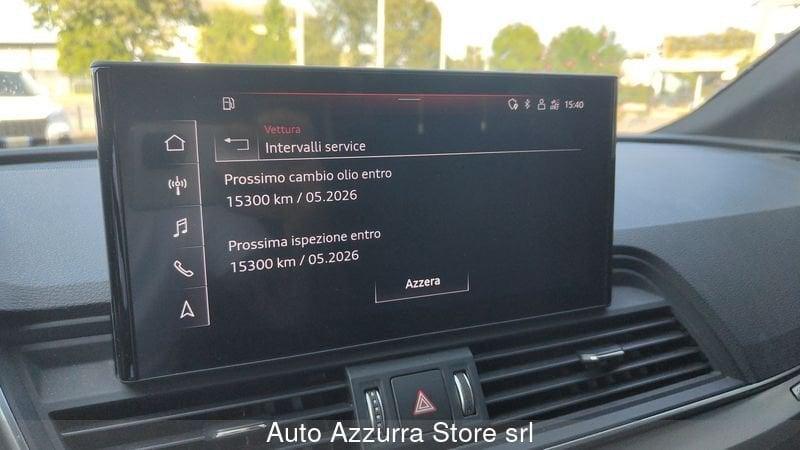 15:40
Vettura
Intervalli service
Prossimo cambio olio entro
15300 km / 05.2026
Prossima ispezione entro
15300 km / 05.2026
Azzera
Auto Azzurra Store srl